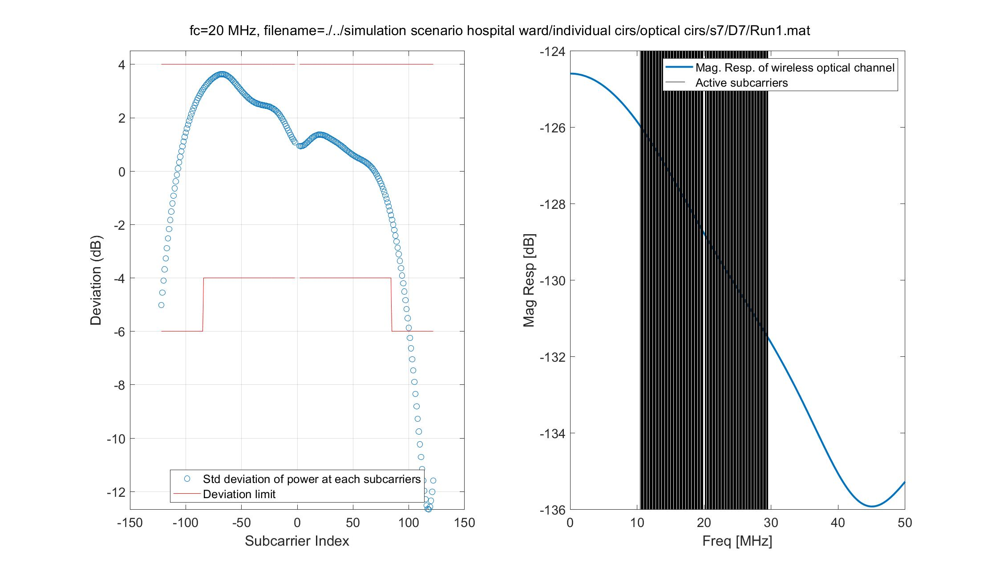 fc=20 MHz, filename=./../simulation scenario hospital ward/individual cirs/optical cirs/s7/D7/Run1.mat
4
2
0
-2
-4
-6
-8
-10
-12
Deviation (dB)
Std deviation of power at each subcarriers
Deviation limit
-150 -100 -50 0 50 100 150
Subcarrier Index
-124
-126
-128
-130
-132
-134
-136
Mag Resp [dB]
Mag. Resp. of wireless optical channel
Active subcarriers
0 10 20 30 40 50
Freq [MHz]